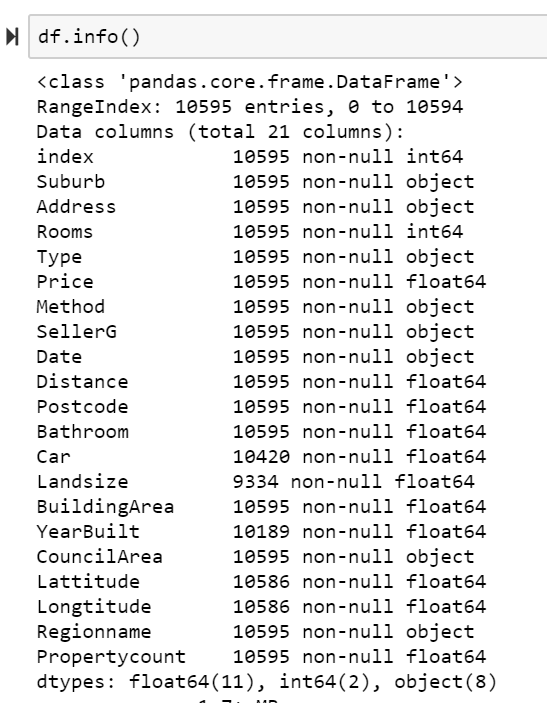 df.info()
<class 'pandas.core.frame.DataFrame'>
RangeIndex: 10595 entries, 0 to 10594
Data columns (total 21 columns):
index 10595 non-null int64
Suburb 10595 non-null object
Address 10595 non-null object
Rooms 10595 non-null int64
Type 10595 non-null object
Price 10595 non-null float64
Method 10595 non-null object
SellerG 10595 non-null object
Date 10595 non-null object
Distance 10595 non-null float64
Postcode 10595 non-null float64
Bathroom 10595 non-null float64
Car 10420 non-null float64
Landsize 9334 non-null float64
BuildingArea 10595 non-null float64
YearBuilt 10189 non-null float64
CouncilArea 10595 non-null object
Lattitude 10586 non-null float64
Longtitude 10586 non-null float64
Regionname 10595 non-null object
Propertycount 10595 non-null float64
dtypes: float64(11), int64(2), object(8)